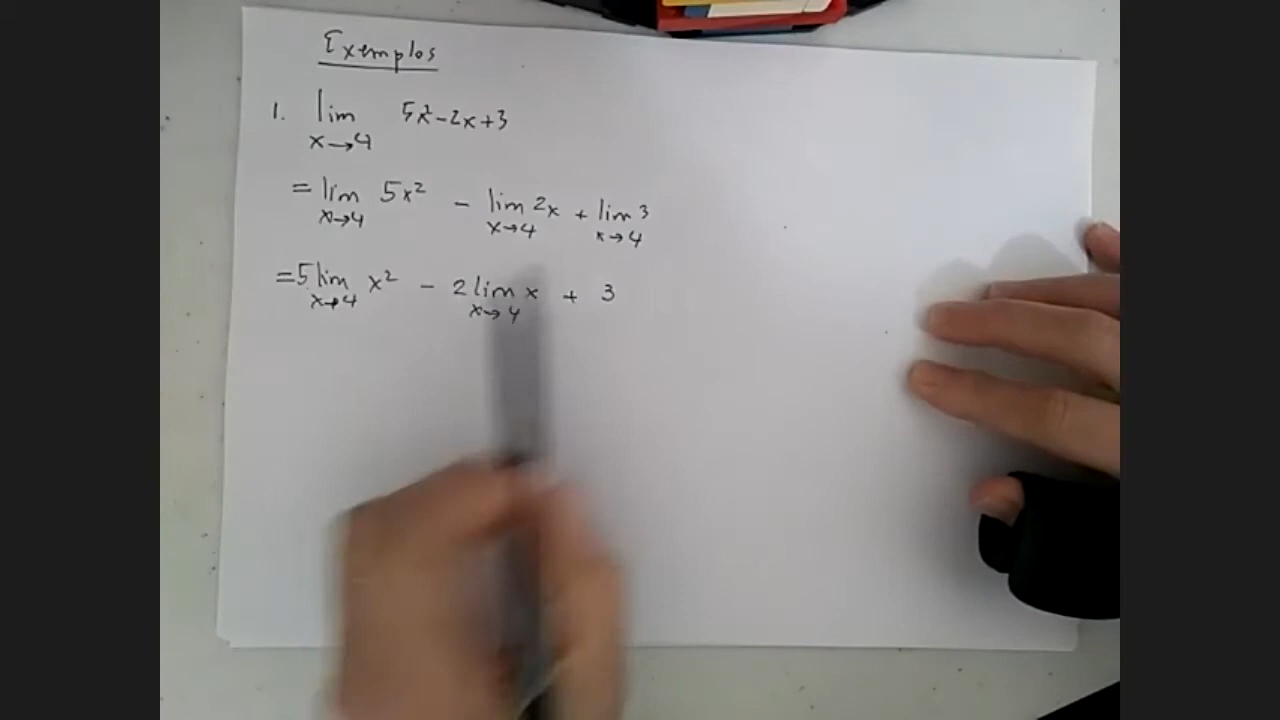 Exemplos
1. lim 5x²-2x+3
x→4
= lim 5x² - lim 2x + lim 3
x→4 x→4 x→4
=5 lim x² - 2 lim x + 3
x→4 x→4